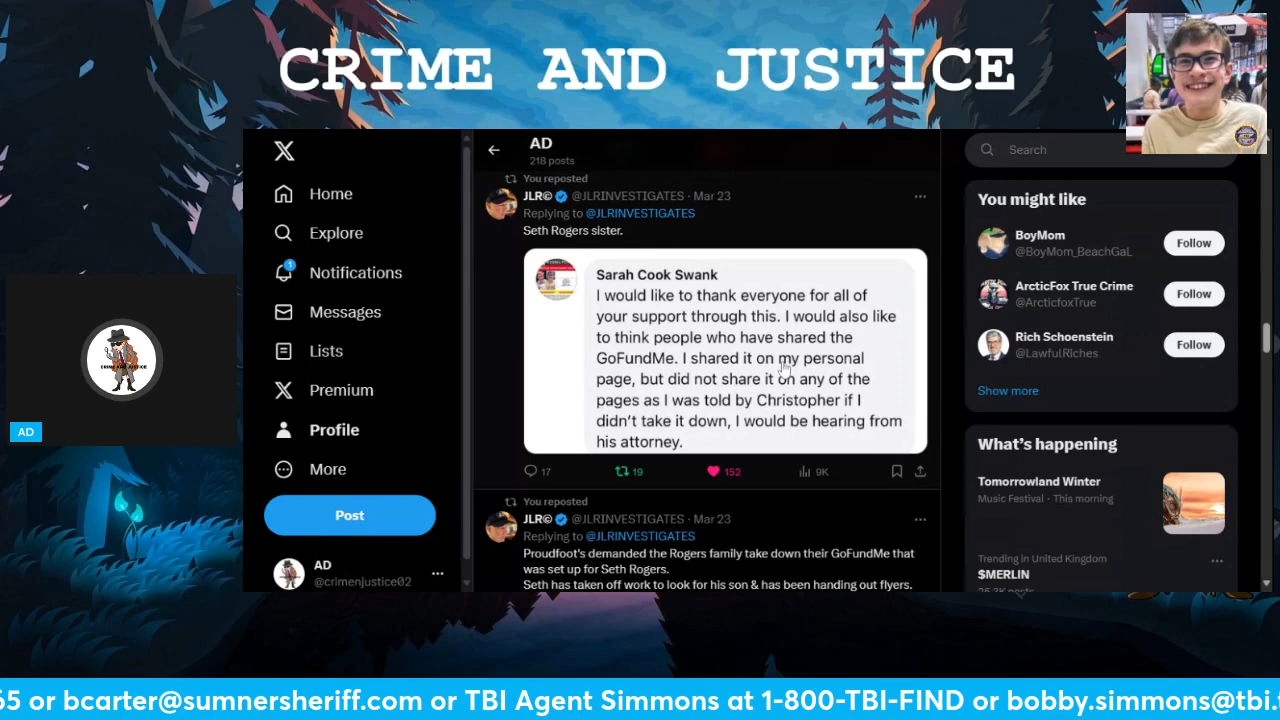 CRIME AND JUSTICE
X
Home
Explore
1
Notifications
Messages
Lists
Premium
Profile
More
Post
AD
@crimenjustice02
AD
CRIME AND JUSTICE
AD
218 posts
You reposted
JLR© @JLRINVESTIGATES · Mar 23
Replying to @JLRINVESTIGATES
Seth Rogers sister.
Sarah Cook Swank
I would like to thank everyone for all of
your support through this. I would also like
to think people who have shared the
GoFundMe. I shared it on my personal
page, but did not share it on any of the
pages as I was told by Christopher if I
didn't take it down, I would be hearing from
his attorney.
17 19 152 9K
You reposted
JLR© @JLRINVESTIGATES · Mar 23
Replying to @JLRINVESTIGATES
Proudfoot's demanded the Rogers family take down their GoFundMe that
was set up for Seth Rogers.
Seth has taken off work to look for his son & has been handing out flyers.
Search
You might like
BoyMom
@BoyMom_BeachGaL
Follow
ArcticFox True Crime
@ArcticfoxTrue
Follow
Rich Schoenstein
@LawfulRiches
Follow
Show more
What's happening
Tomorrowland Winter
Music Festival · This morning
Trending in United Kingdom
$MERLIN
25.3K posts
65 or bcarter@sumnersheriff.com or TBI Agent Simmons at 1-800-TBI-FIND or bobby.simmons@tbi.